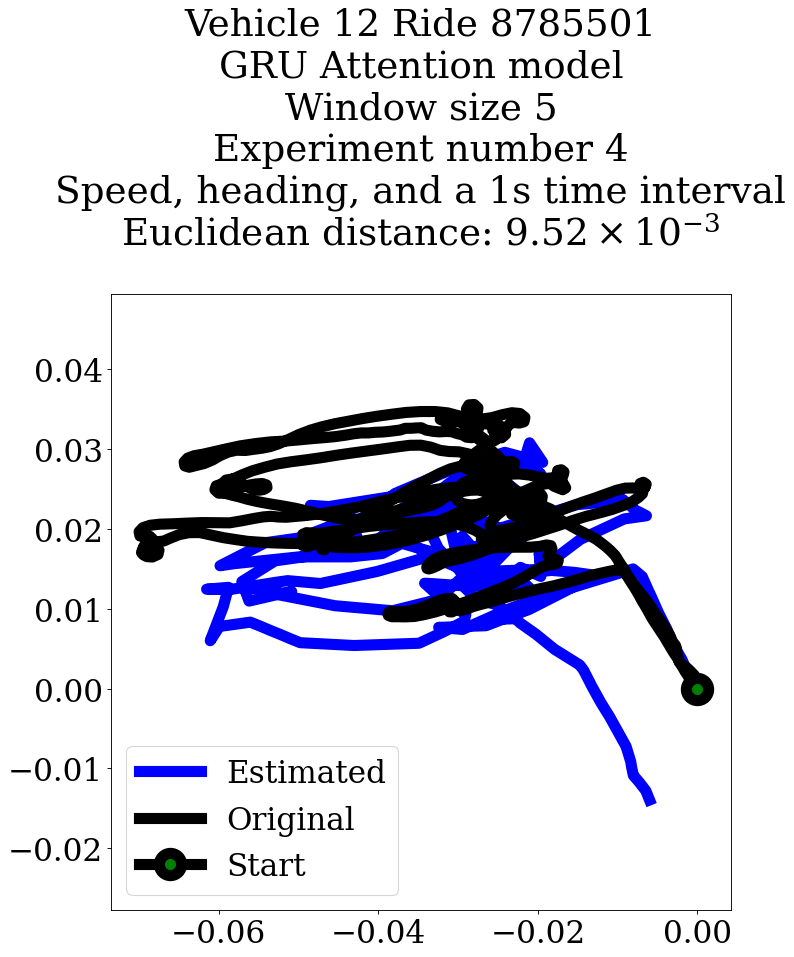 Vehicle 12 Ride 8785501
GRU Attention model
Window size 5
Experiment number 4
Speed, heading, and a 1s time interval
Euclidean distance: 9.52 × 10⁻³
0.04
0.03
0.02
0.01
0.00
−0.01
−0.02
Estimated
Original
Start
−0.06 −0.04 −0.02 0.00